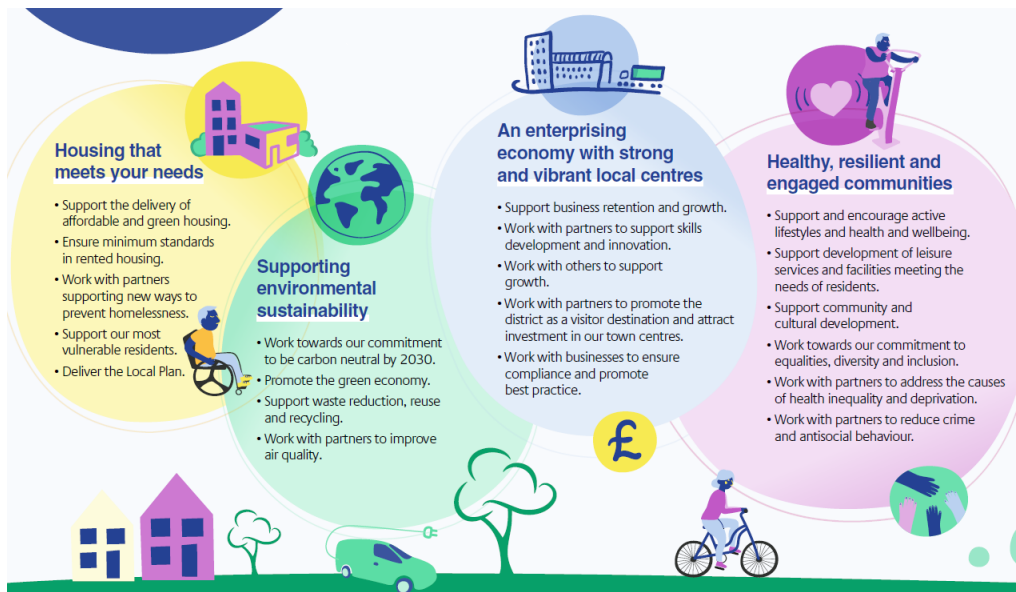 Housing that
meets your needs
• Support the delivery of
affordable and green housing.
• Ensure minimum standards
in rented housing.
• Work with partners
supporting new ways to
prevent homelessness.
• Support our most
vulnerable residents.
• Deliver the Local Plan.
Supporting
environmental
sustainability
• Work towards our commitment
to be carbon neutral by 2030.
• Promote the green economy.
• Support waste reduction, reuse
and recycling.
• Work with partners to improve
air quality.
An enterprising
economy with strong
and vibrant local centres
• Support business retention and growth.
• Work with partners to support skills
development and innovation.
• Work with others to support
growth.
• Work with partners to promote the
district as a visitor destination and attract
investment in our town centres.
• Work with businesses to ensure
compliance and promote
best practice.
£
Healthy, resilient and
engaged communities
• Support and encourage active
lifestyles and health and wellbeing.
• Support development of leisure
services and facilities meeting the
needs of residents.
• Support community and
cultural development.
• Work towards our commitment to
equalities, diversity and inclusion.
• Work with partners to address the causes
of health inequality and deprivation.
• Work with partners to reduce crime
and antisocial behaviour.